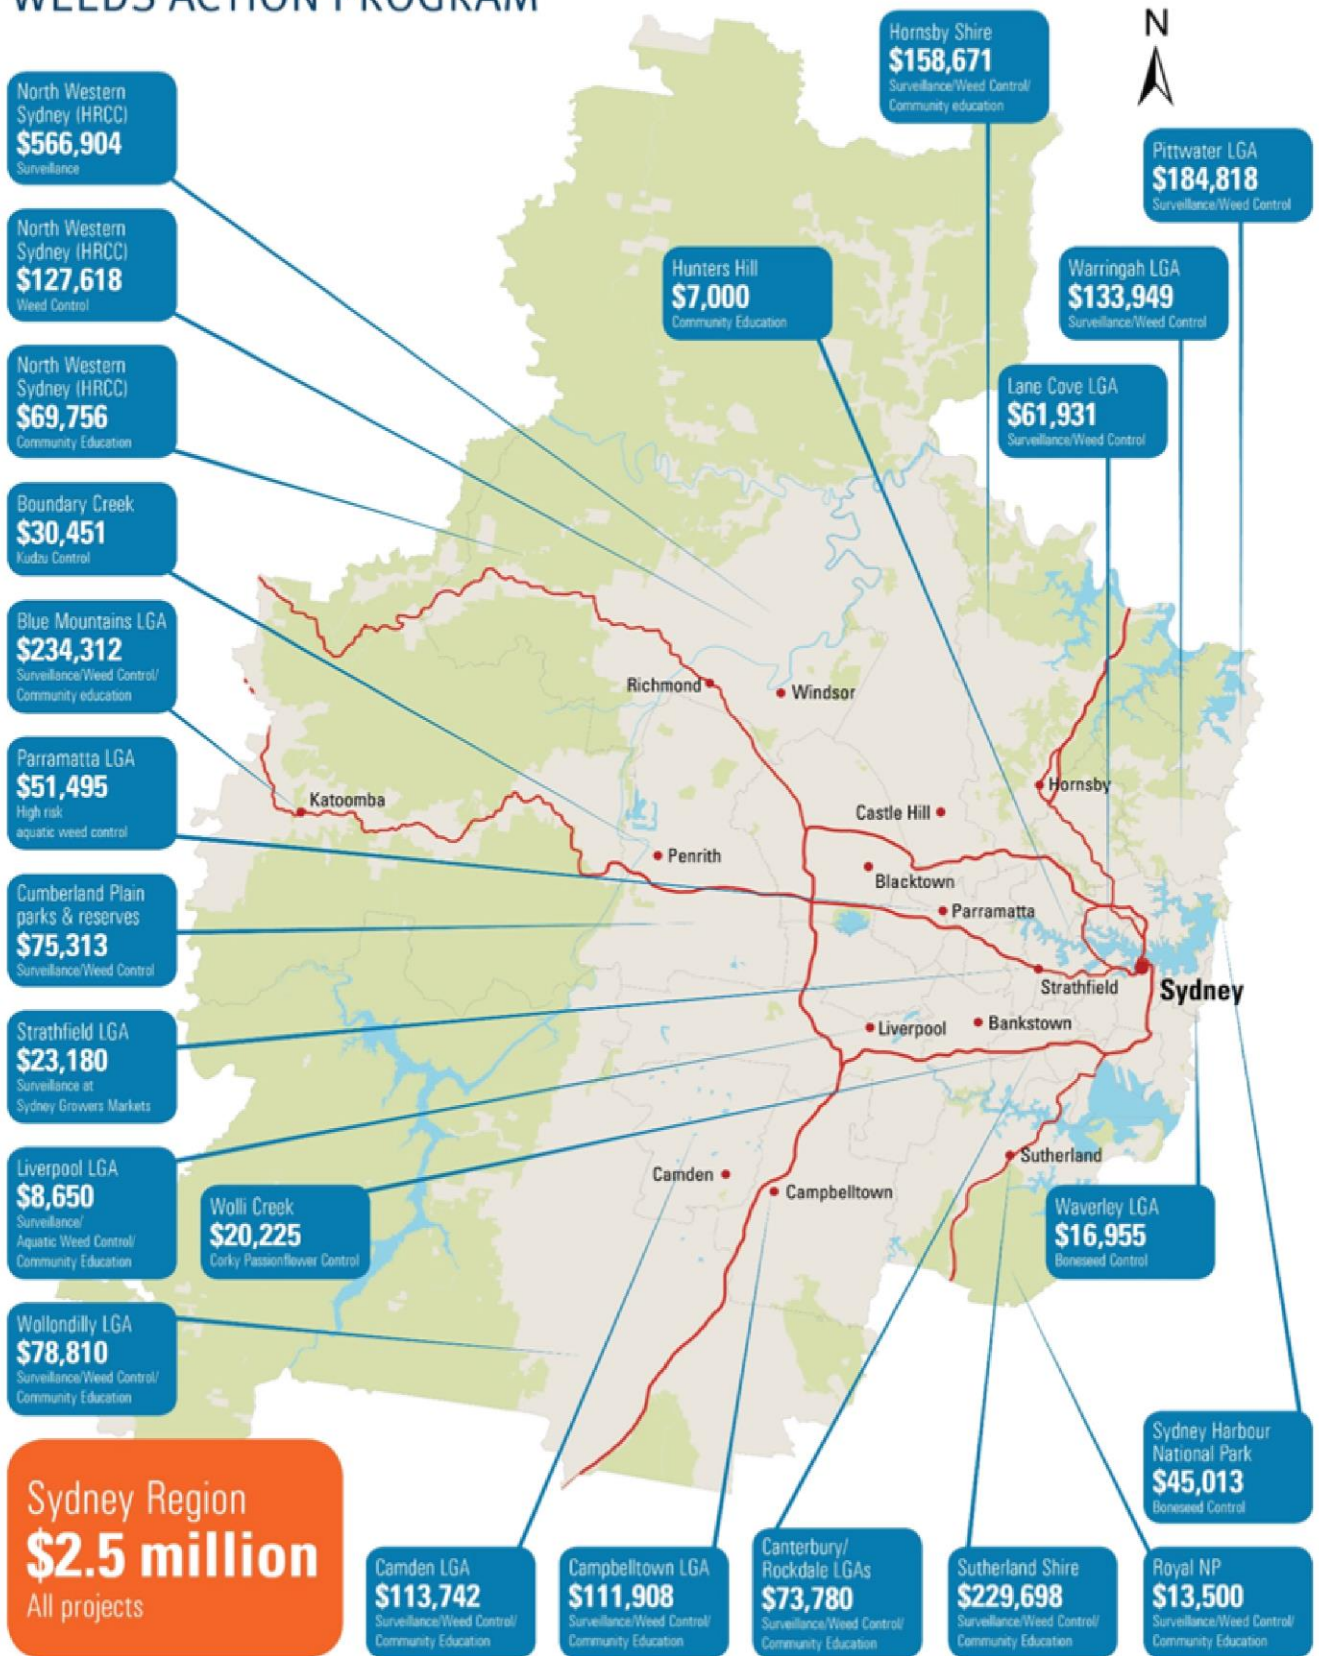 WEEDS ACTION PROGRAM
N
North Western
Sydney (HRCC)
$566,904
Surveillance
North Western
Sydney (HRCC)
$127,618
Weed Control
North Western
Sydney (HRCC)
$69,756
Community Education
Boundary Creek
$30,451
Kudzu Control
Blue Mountains LGA
$234,312
Surveillance/Weed Control/
Community education
Parramatta LGA
$51,495
High risk
aquatic weed control
Cumberland Plain
parks & reserves
$75,313
Surveillance/Weed Control
Strathfield LGA
$23,180
Surveillance at
Sydney Growers Markets
Liverpool LGA
$8,650
Surveillance/
Aquatic Weed Control/
Community Education
Wolli Creek
$20,225
Corky Passionflower Control
Wollondilly LGA
$78,810
Surveillance/Weed Control/
Community Education
Hornsby Shire
$158,671
Surveillance/Weed Control/
Community education
Pittwater LGA
$184,818
Surveillance/Weed Control
Hunters Hill
$7,000
Community Education
Warringah LGA
$133,949
Surveillance/Weed Control
Lane Cove LGA
$61,931
Surveillance/Weed Control
Richmond
Windsor
Katoomba
Penrith
Castle Hill
Hornsby
Blacktown
Parramatta
Strathfield
Sydney
Liverpool
Bankstown
Camden
Campbelltown
Sutherland
Waverley LGA
$16,955
Boneseed Control
Sydney Harbour
National Park
$45,013
Boneseed Control
Sydney Region
$2.5 million
All projects
Camden LGA
$113,742
Surveillance/Weed Control/
Community Education
Campbelltown LGA
$111,908
Surveillance/Weed Control/
Community Education
Canterbury/
Rockdale LGAs
$73,780
Surveillance/Weed Control/
Community Education
Sutherland Shire
$229,698
Surveillance/Weed Control/
Community Education
Royal NP
$13,500
Surveillance/Weed Control/
Community Education